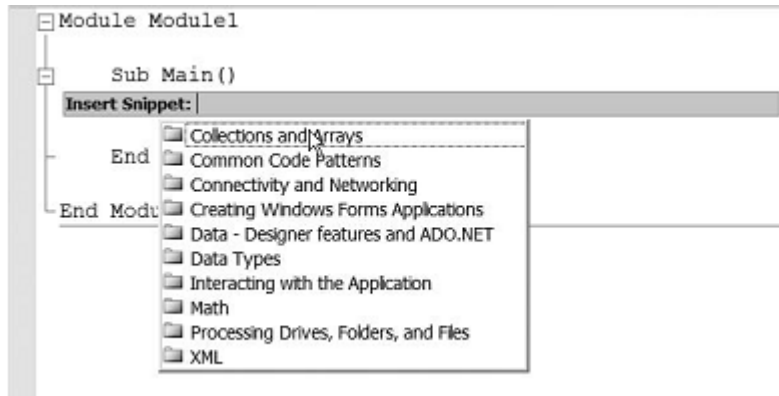 Module Module1
Sub Main()
Insert Snippet:
Collections and Arrays
End
Common Code Patterns
Connectivity and Networking
End Modu
Creating Windows Forms Applications
Data - Designer features and ADO.NET
Data Types
Interacting with the Application
Math
Processing Drives, Folders, and Files
XML